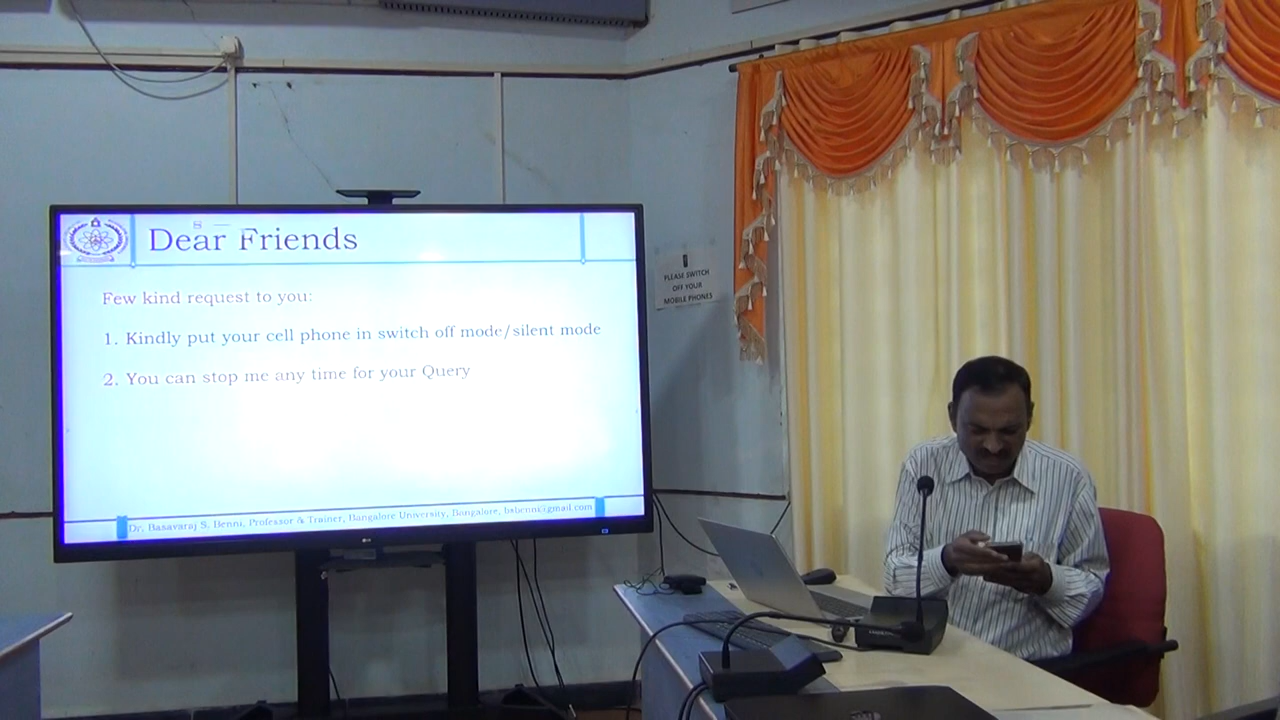 Dear Friends
Few kind request to you:
1. Kindly put your cell phone in switch off mode/silent mode
2. You can stop me any time for your Query
Dr. Basavaraj S. Benni, Professor & Trainer, Bangalore University, Bangalore, bsbenni@gmail.com
PLEASE SWITCH
OFF YOUR
MOBILE PHONES
LG